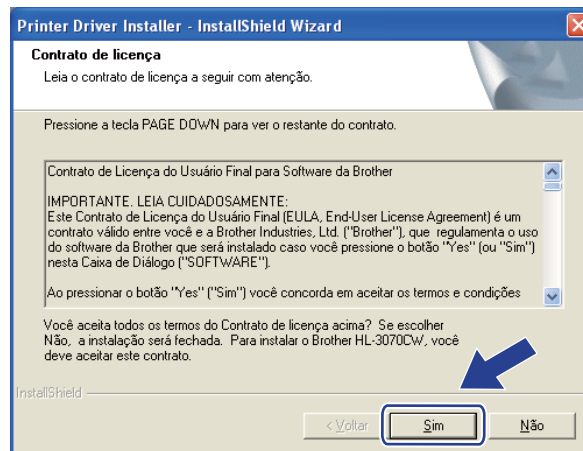 Printer Driver Installer - InstallShield Wizard
Contrato de licença
Leia o contrato de licença a seguir com atenção.
Pressione a tecla PAGE DOWN para ver o restante do contrato.
Contrato de Licença do Usuário Final para Software da Brother
IMPORTANTE. LEIA CUIDADOSAMENTE:
Este Contrato de Licença do Usuário Final (EULA, End-User License Agreement) é um
contrato válido entre você e a Brother Industries, Ltd. ("Brother"), que regulamenta o uso
do software da Brother que será instalado caso você pressione o botão "Yes" (ou "Sim")
nesta Caixa de Diálogo ("SOFTWARE").
Ao pressionar o botão "Yes" ("Sim") você concorda em aceitar os termos e condições
Você aceita todos os termos do Contrato de licença acima? Se escolher
Não, a instalação será fechada. Para instalar o Brother HL-3070CW, você
deve aceitar este contrato.
InstallShield
< Voltar
Sim
Não